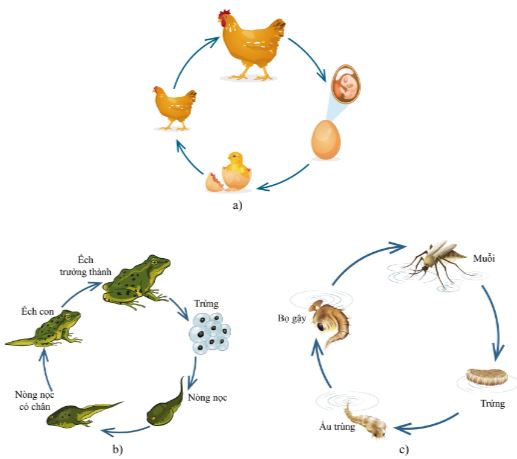 a)
Ếch
trưởng thành
Trứng
Ếch con
Nòng nọc
có chân
Nòng nọc
b)
Muỗi
Bọ gậy
Trứng
Ấu trùng
c)